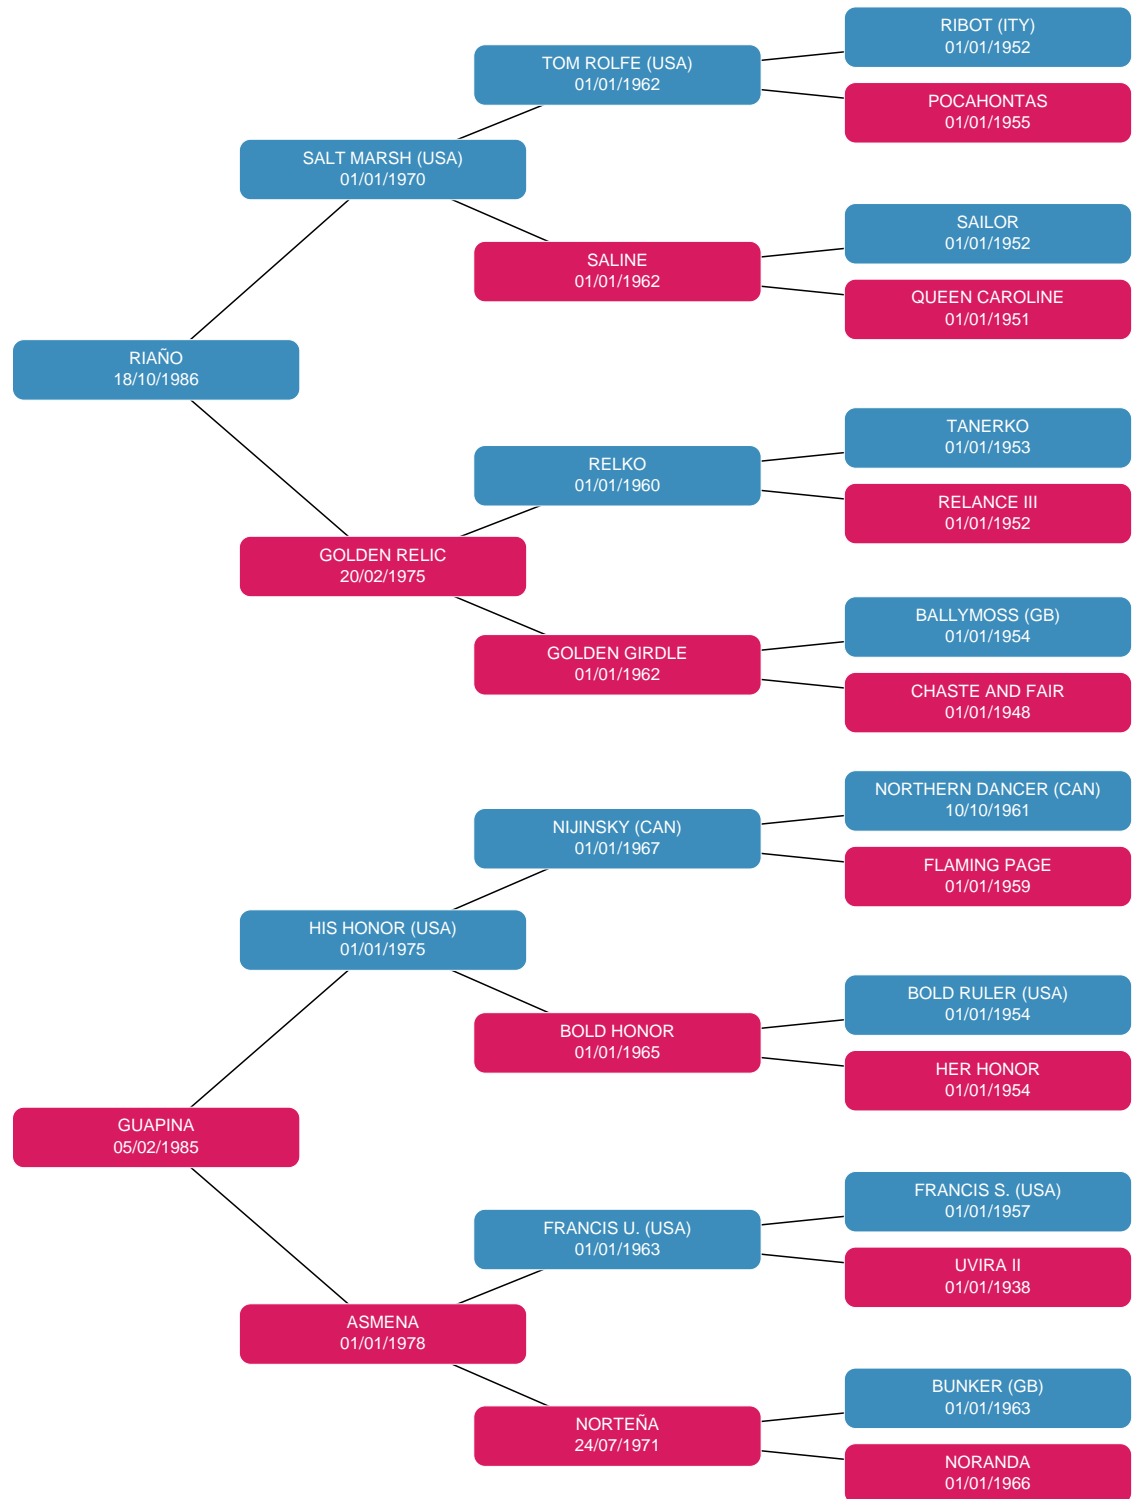 RIBOT (ITY)
01/01/1952
TOM ROLFE (USA)
01/01/1962
POCAHONTAS
01/01/1955
SALT MARSH (USA)
01/01/1970
SAILOR
01/01/1952
SALINE
01/01/1962
QUEEN CAROLINE
01/01/1951
RIAÑO
18/10/1986
TANERKO
01/01/1953
RELKO
01/01/1960
RELANCE III
01/01/1952
GOLDEN RELIC
20/02/1975
BALLYMOSS (GB)
01/01/1954
GOLDEN GIRDLE
01/01/1962
CHASTE AND FAIR
01/01/1948
NORTHERN DANCER (CAN)
10/10/1961
NIJINSKY (CAN)
01/01/1967
FLAMING PAGE
01/01/1959
HIS HONOR (USA)
01/01/1975
BOLD RULER (USA)
01/01/1954
BOLD HONOR
01/01/1965
HER HONOR
01/01/1954
GUAPINA
05/02/1985
FRANCIS S. (USA)
01/01/1957
FRANCIS U. (USA)
01/01/1963
UVIRA II
01/01/1938
ASMENA
01/01/1978
BUNKER (GB)
01/01/1963
NORTEÑA
24/07/1971
NORANDA
01/01/1966